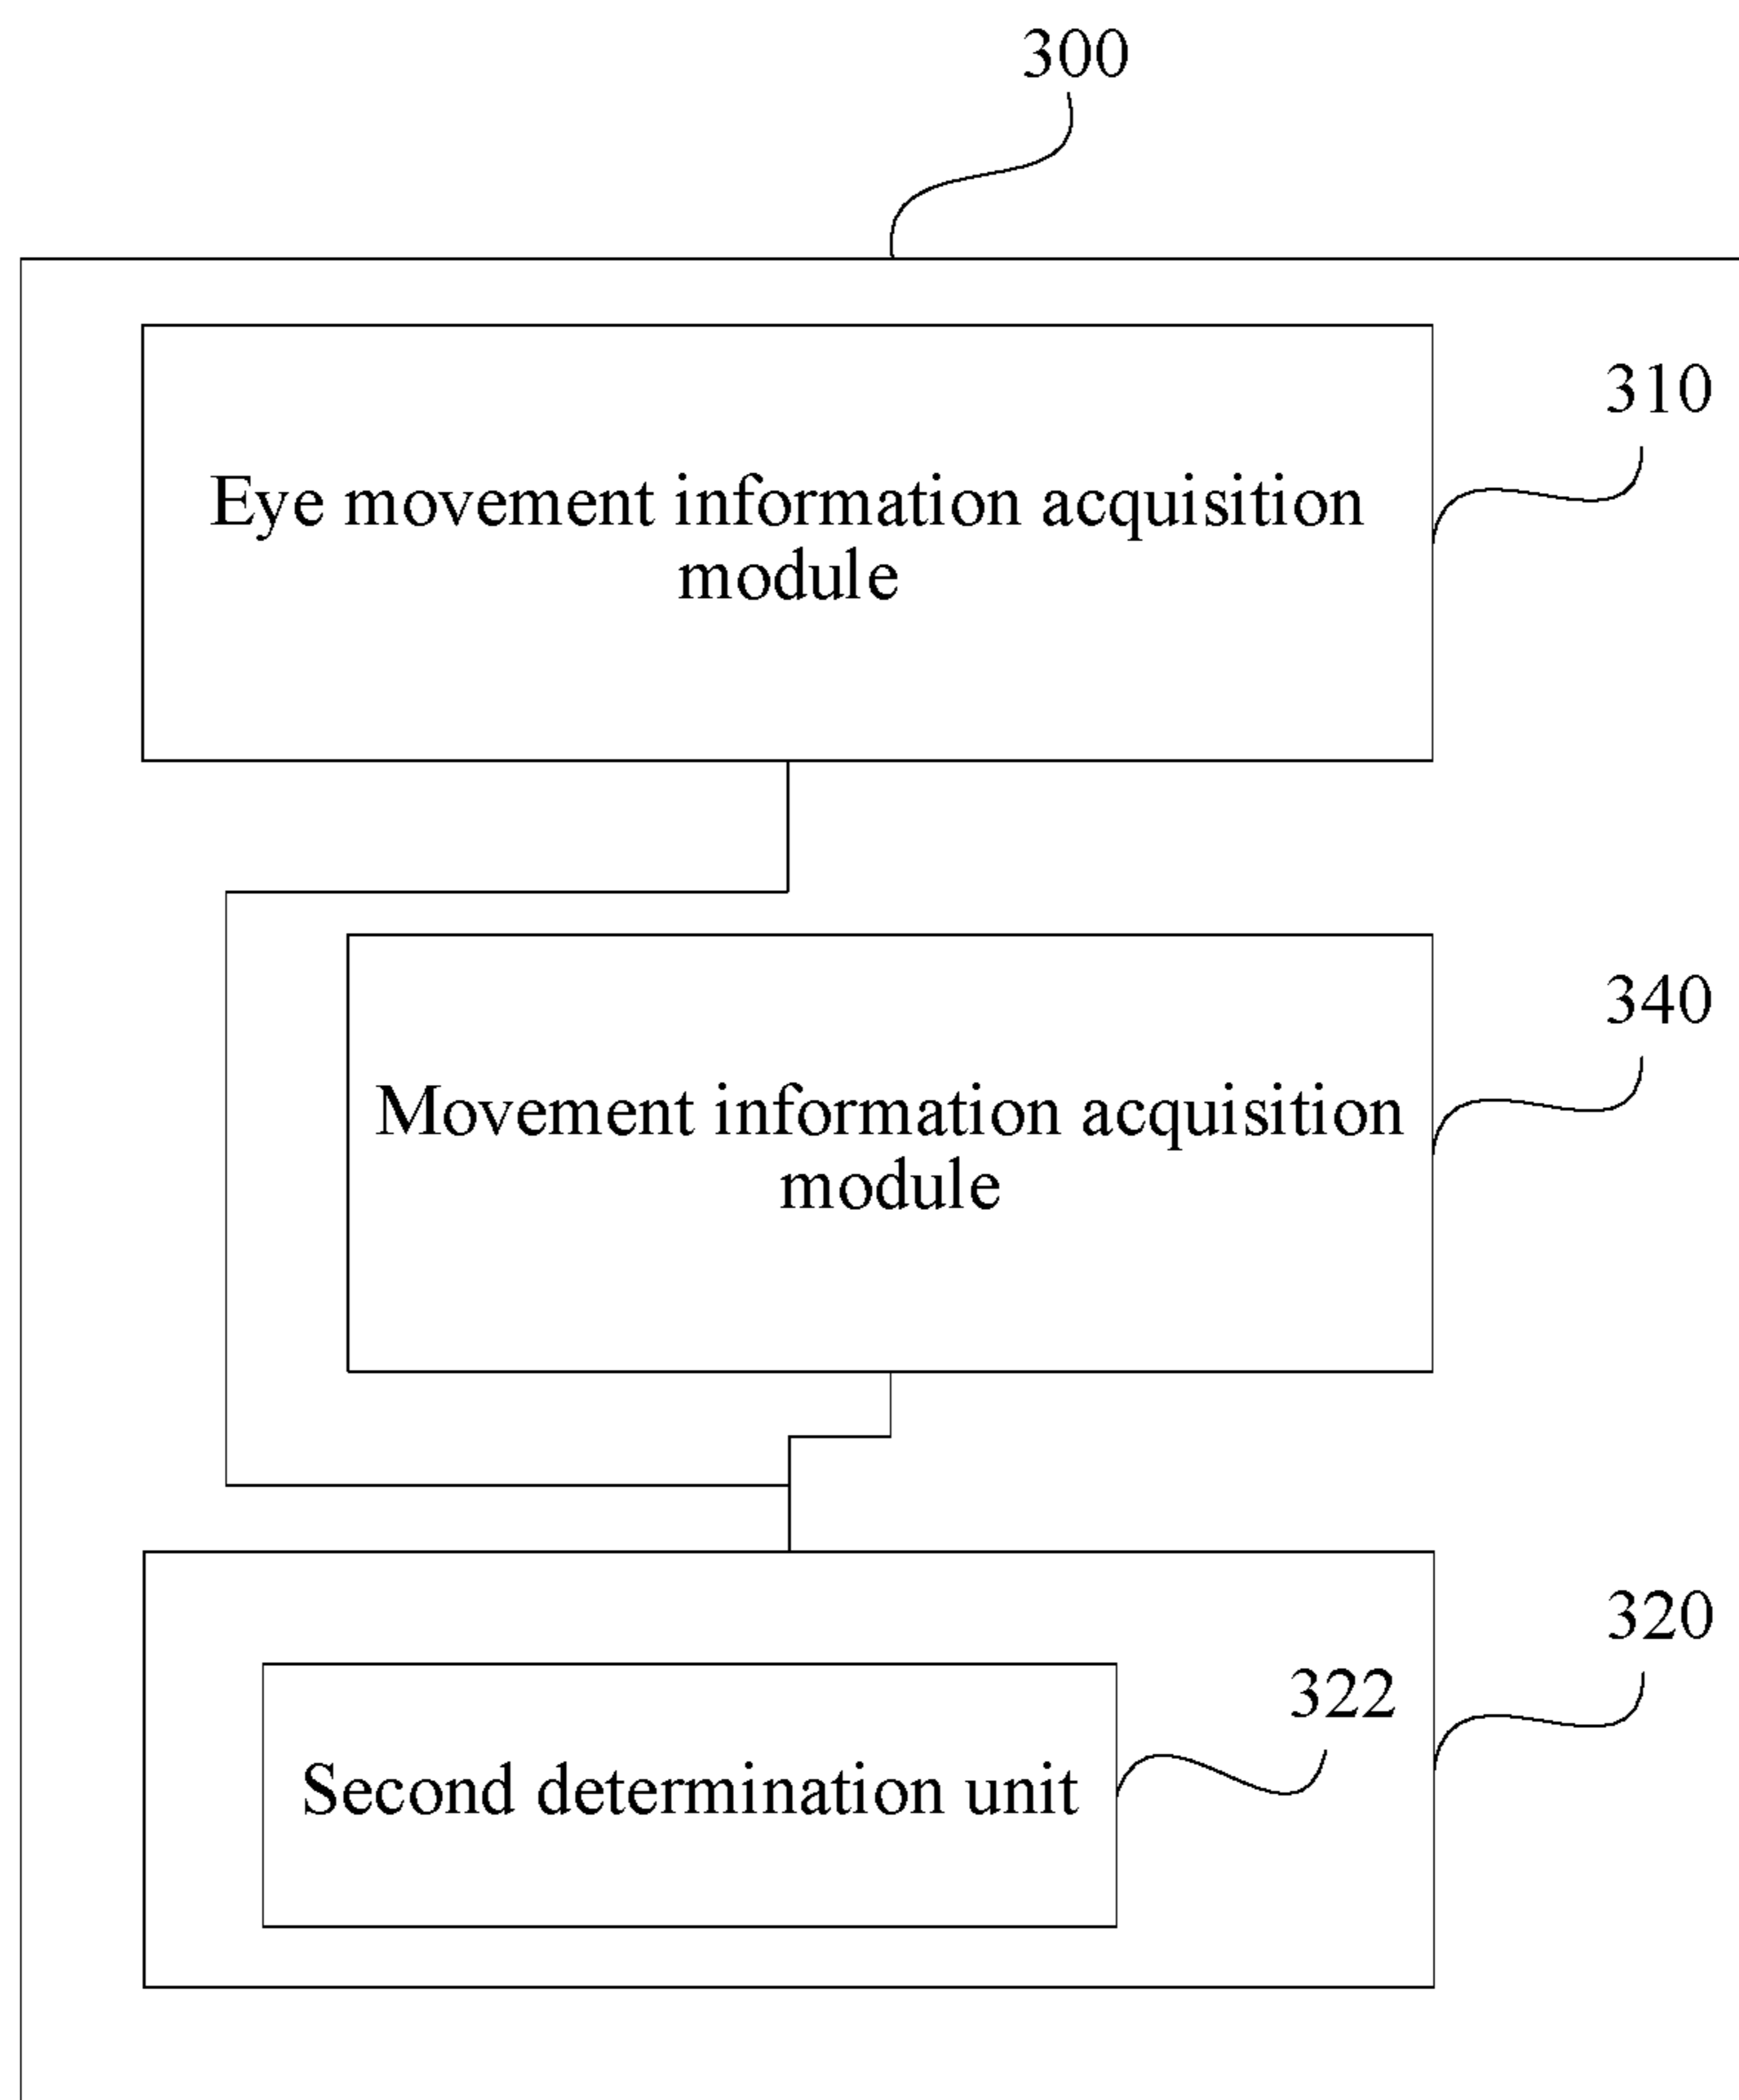 300
310
Eye movement information acquisition
module
340
Movement information acquisition
module
320
322
Second determination unit